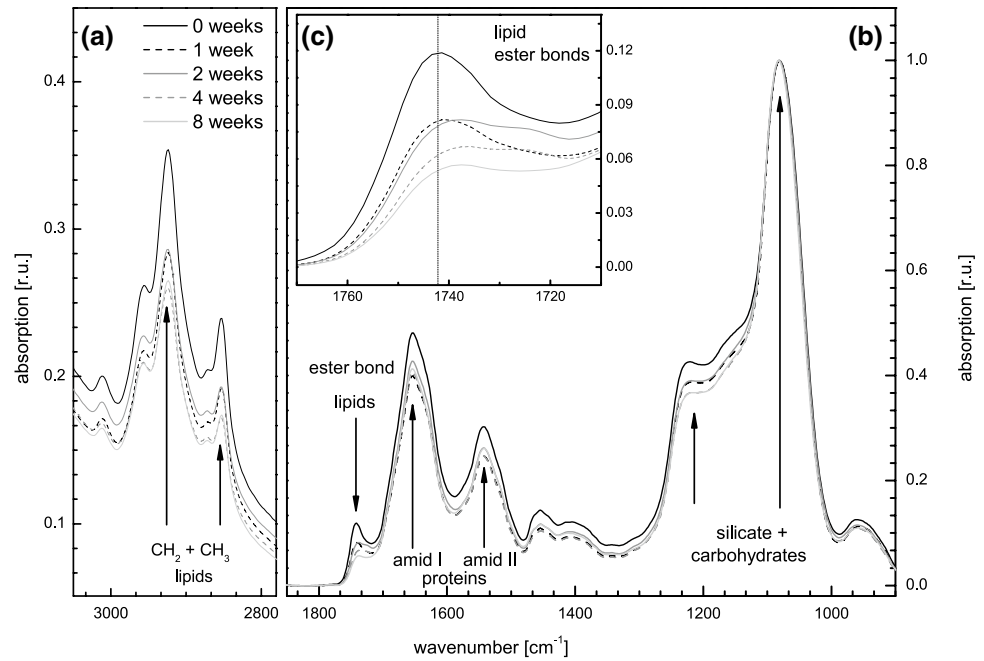 (a)
0 weeks
1 week
2 weeks
4 weeks
8 weeks
absorption [r.u.]
0.4
0.3
0.2
0.1
CH₂ + CH₃
lipids
3000
2800
(c)
lipid
ester bonds
0.12
0.09
0.06
0.03
0.00
1760
1740
1720
(b)
1.0
0.8
0.6
0.4
0.2
0.0
absorption [r.u.]
ester bond
lipids
amid I
amid II
proteins
silicate +
carbohydrates
1800
1600
1400
1200
1000
wavenumber [cm⁻¹]